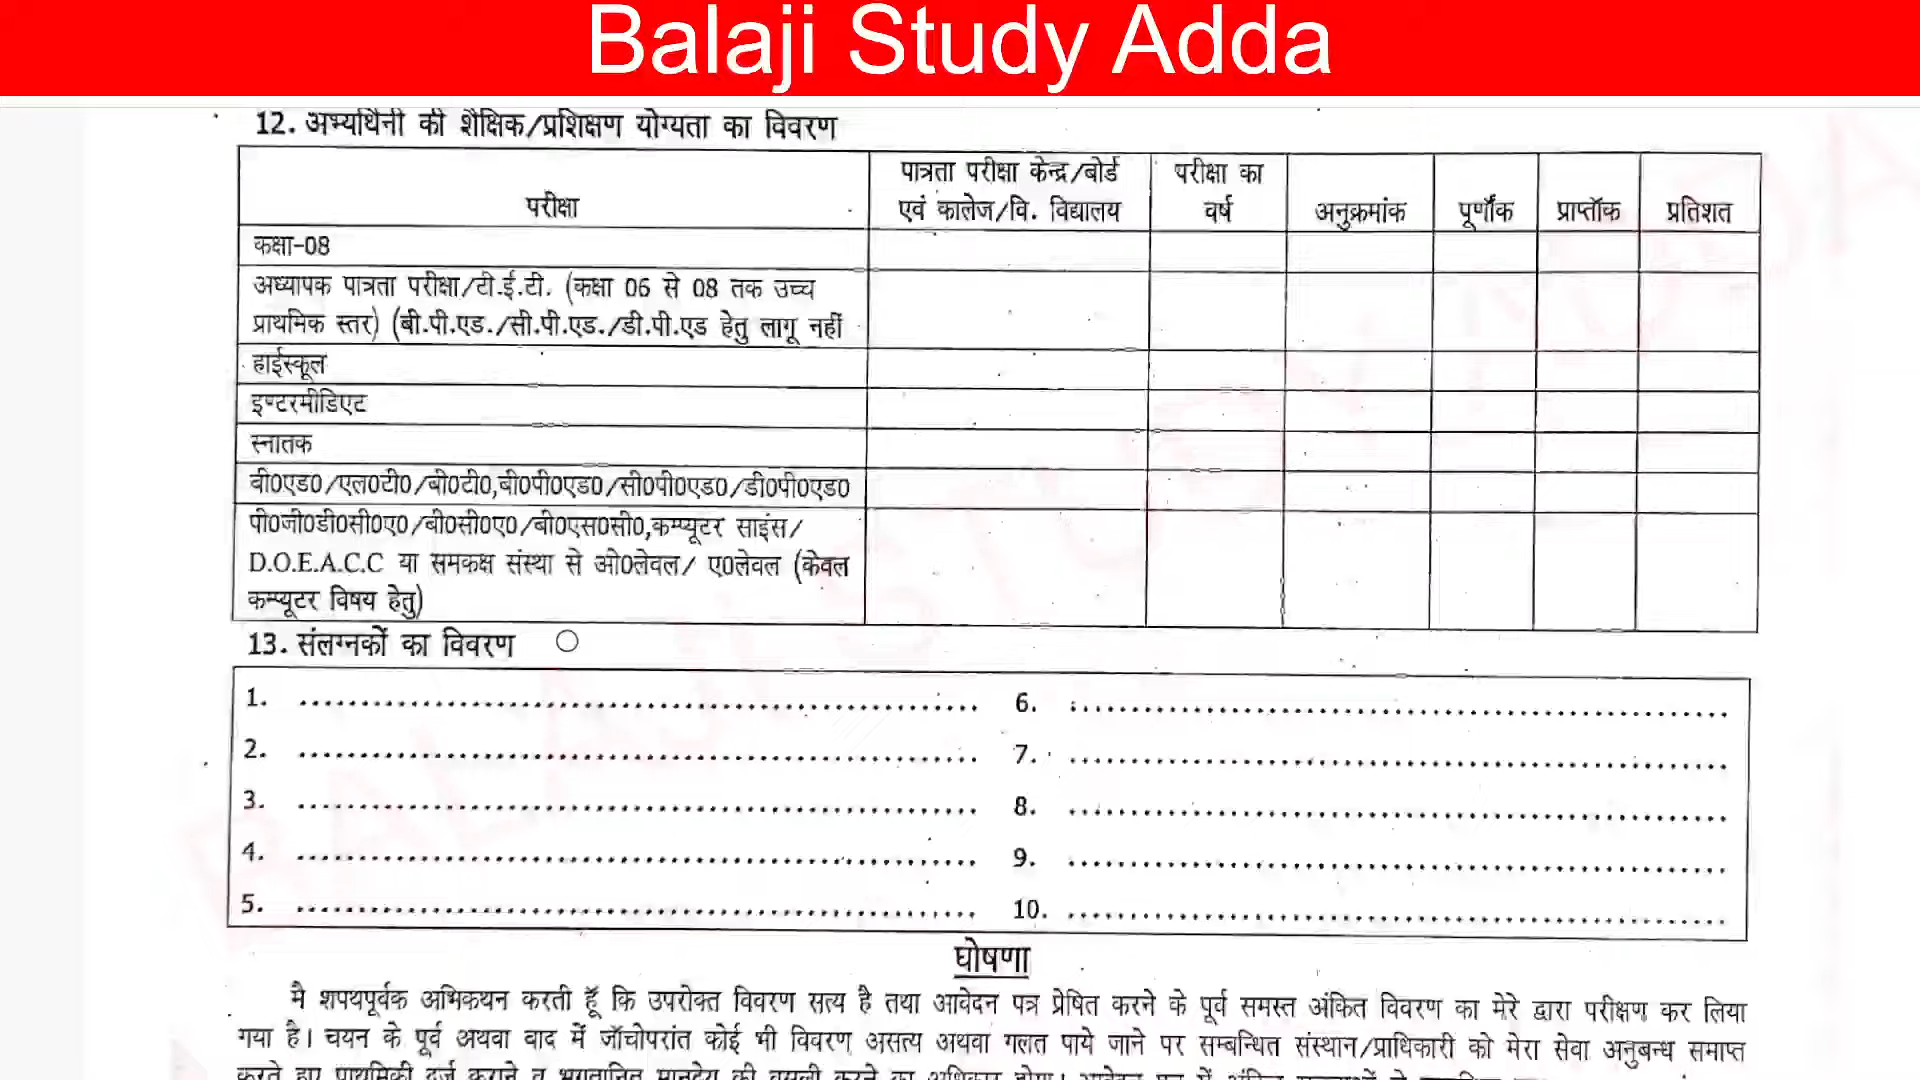 Balaji Study Adda
12. अभ्यर्थिनी की शैक्षिक/प्रशिक्षण योग्यता का विवरण
परीक्षा
पात्रता परीक्षा केन्द्र/बोर्ड
एवं कालेज/वि. विद्यालय
परीक्षा का
वर्ष
अनुक्रमांक
पूर्णांक
प्राप्तॉक
प्रतिशत
कक्षा-08
अध्यापक पात्रता परीक्षा/टी.ई.टी. (कक्षा 06 से 08 तक उच्च
प्राथमिक स्तर) (बी.पी.एड./सी.पी.एड./डी.पी.एड हेतु लागू नहीं
हाईस्कूल
इण्टरमीडिएट
स्नातक
बी0एड0/एल0टी0/बी0टी0,बी0पी0एड0/सी0पी0एड0/डी0पी0एड0
पी0जी0डी0सी0ए0/बी0सी0ए0/बी0एस0सी0,कम्प्यूटर साइंस/
D.O.E.A.C.C या समकक्ष संस्था से ओ0लेवल/ ए0लेवल (केवल
कम्प्यूटर विषय हेतु)
13. संलग्नकों का विवरण
1. ........................................................
2. ........................................................
3. ........................................................
4. ........................................................
5. ........................................................
6. ........................................................
7. ........................................................
8. ........................................................
9. ........................................................
10. ........................................................
घोषणा
मै शपथपूर्वक अभिकथन करती हूँ कि उपरोक्त विवरण सत्य है तथा आवेदन पत्र प्रेषित करने के पूर्व समस्त अंकित विवरण का मेरे द्वारा परीक्षण कर लिया
गया है। चयन के पूर्व अथवा वाद में जॉचोपरांत कोई भी विवरण असत्य अथवा गलत पाये जाने पर सम्बन्धित संस्थान/प्राधिकारी को मेरा सेवा अनुबन्ध समाप्त